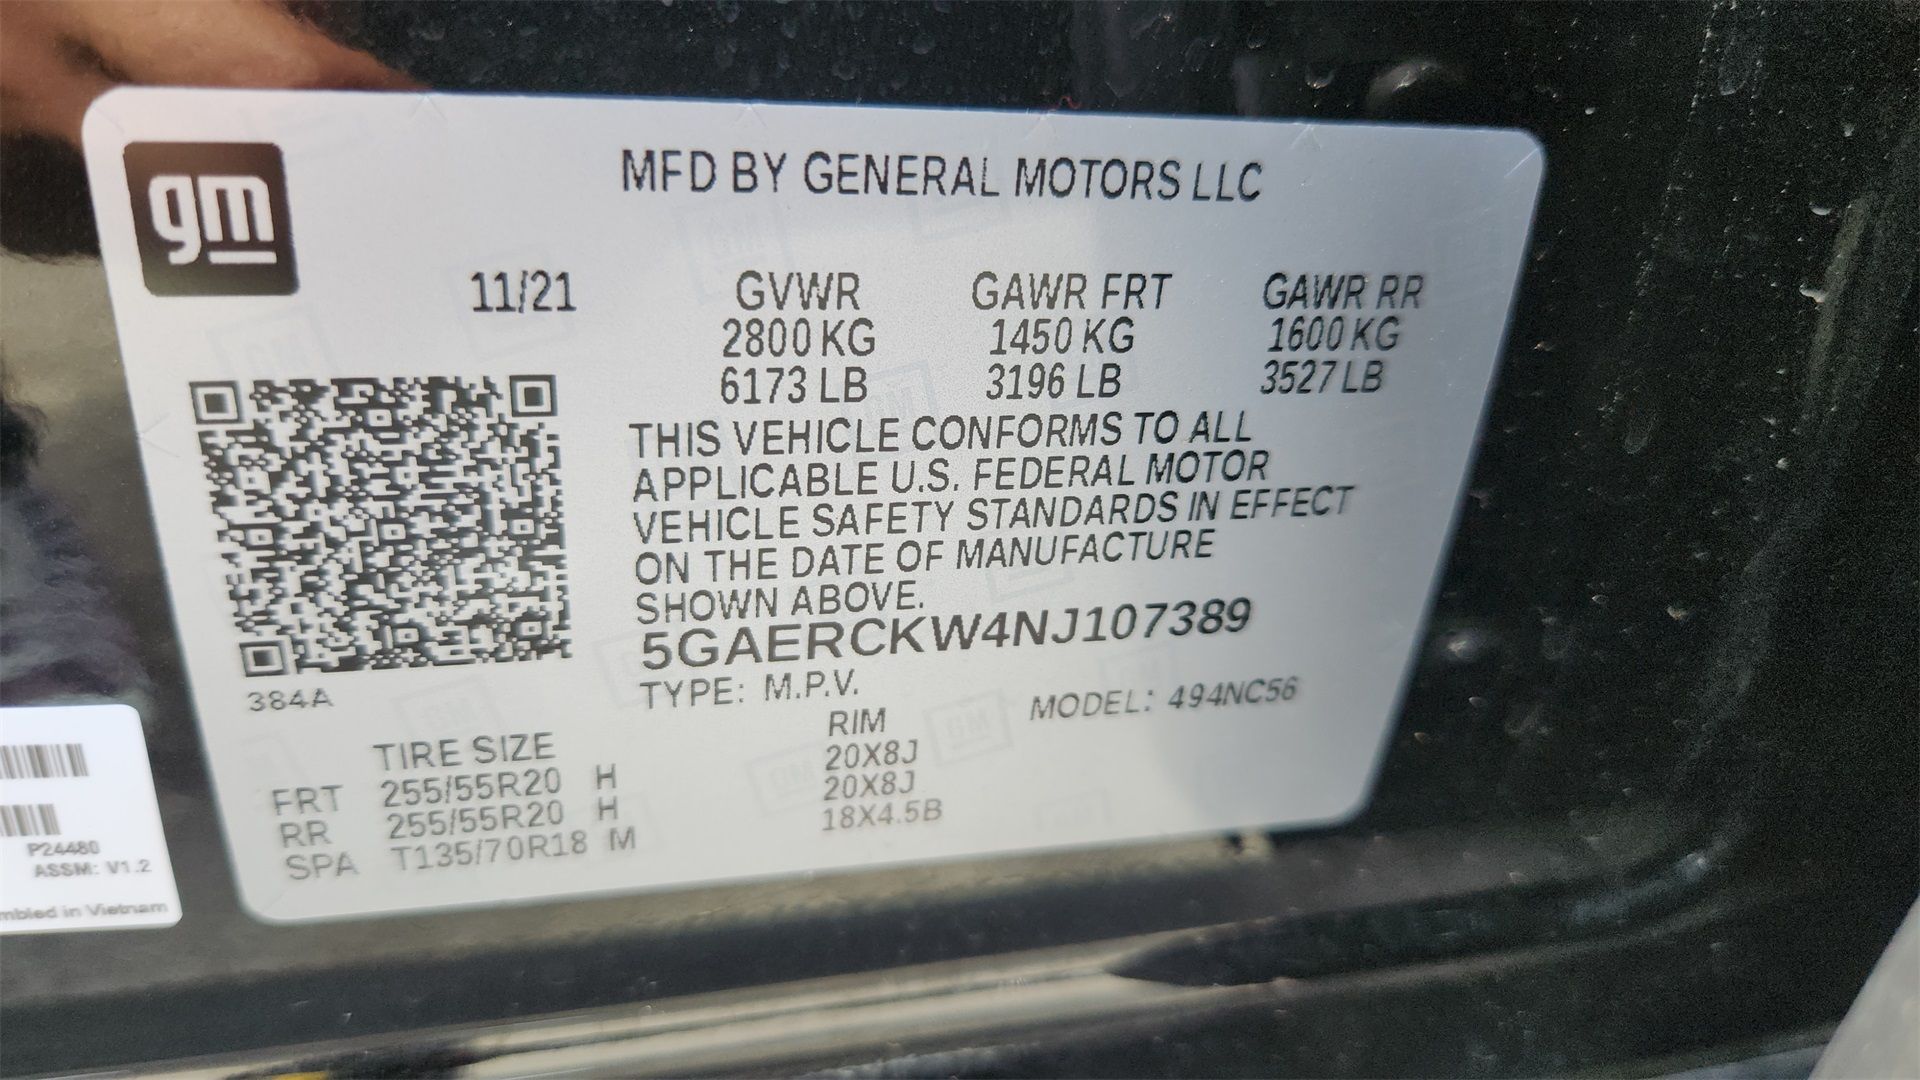 gm
MFD BY GENERAL MOTORS LLC
11/21 GVWR GAWR FRT GAWR RR
2800 KG 1450 KG 1600 KG
6173 LB 3196 LB 3527 LB
THIS VEHICLE CONFORMS TO ALL
APPLICABLE U.S. FEDERAL MOTOR
VEHICLE SAFETY STANDARDS IN EFFECT
ON THE DATE OF MANUFACTURE
SHOWN ABOVE.
5GAERCKW4NJ107389
384A
TYPE: M.P.V. MODEL: 494NC56
TIRE SIZE RIM
FRT 255/55R20 H 20X8J
RR 255/55R20 H 20X8J
SPA T135/70R18 M 18X4.5B
P24480
ASSM: V1.2
mbled in Vietnam